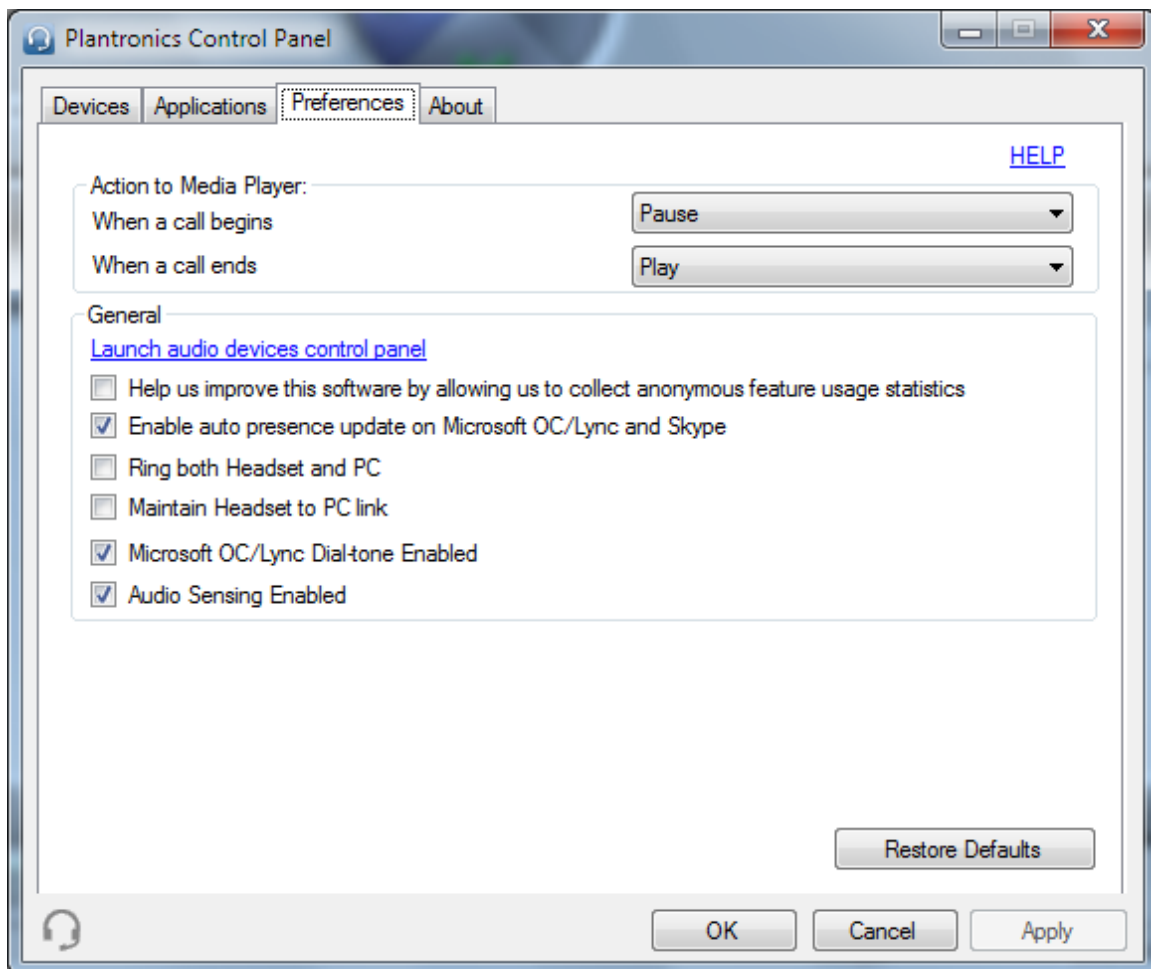 Plantronics Control Panel
Devices Applications Preferences About
HELP
Action to Media Player:
When a call begins Pause
When a call ends Play
General
Launch audio devices control panel
Help us improve this software by allowing us to collect anonymous feature usage statistics
Enable auto presence update on Microsoft OC/Lync and Skype
Ring both Headset and PC
Maintain Headset to PC link
Microsoft OC/Lync Dial-tone Enabled
Audio Sensing Enabled
Restore Defaults
OK Cancel Apply